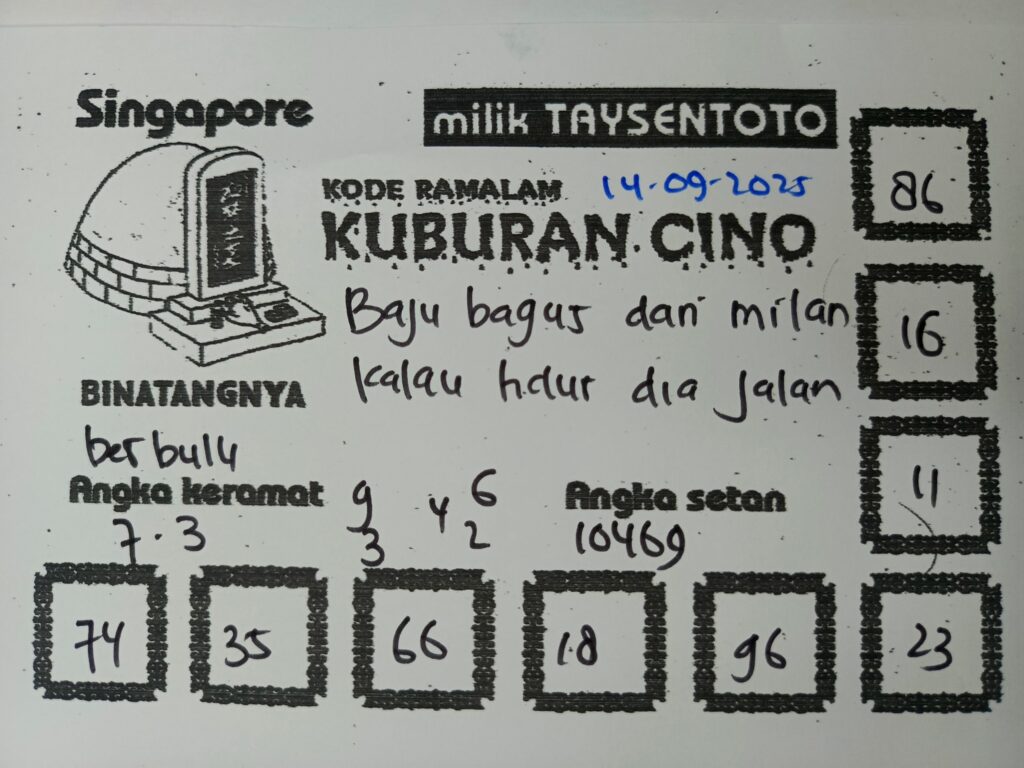 Singapore
milik TAYSENTOTO
KODE RAMALAM 14-09-2025
KUBURAN CINO
Baju bagus dari milan
kalau hdur dia jalan
BINATANGNYA
berbulu
Angka keramat
7.3
9 4 6
3 2
Angka setan
10469
86
16
11
74 35 66 18 96 23